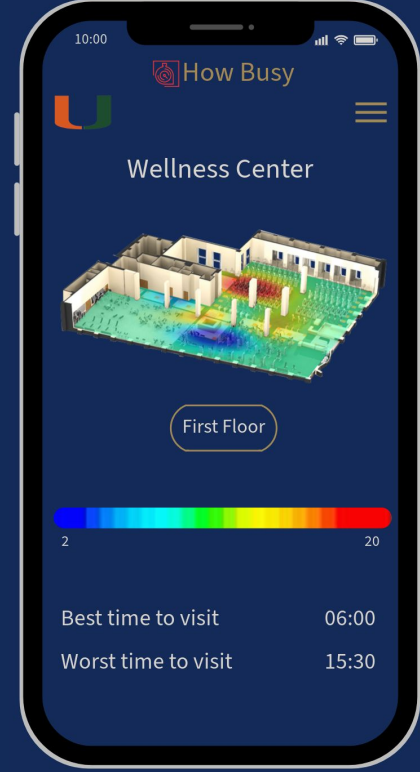 10:00
How Busy
U
Wellness Center
First Floor
2 20
Best time to visit 06:00
Worst time to visit 15:30